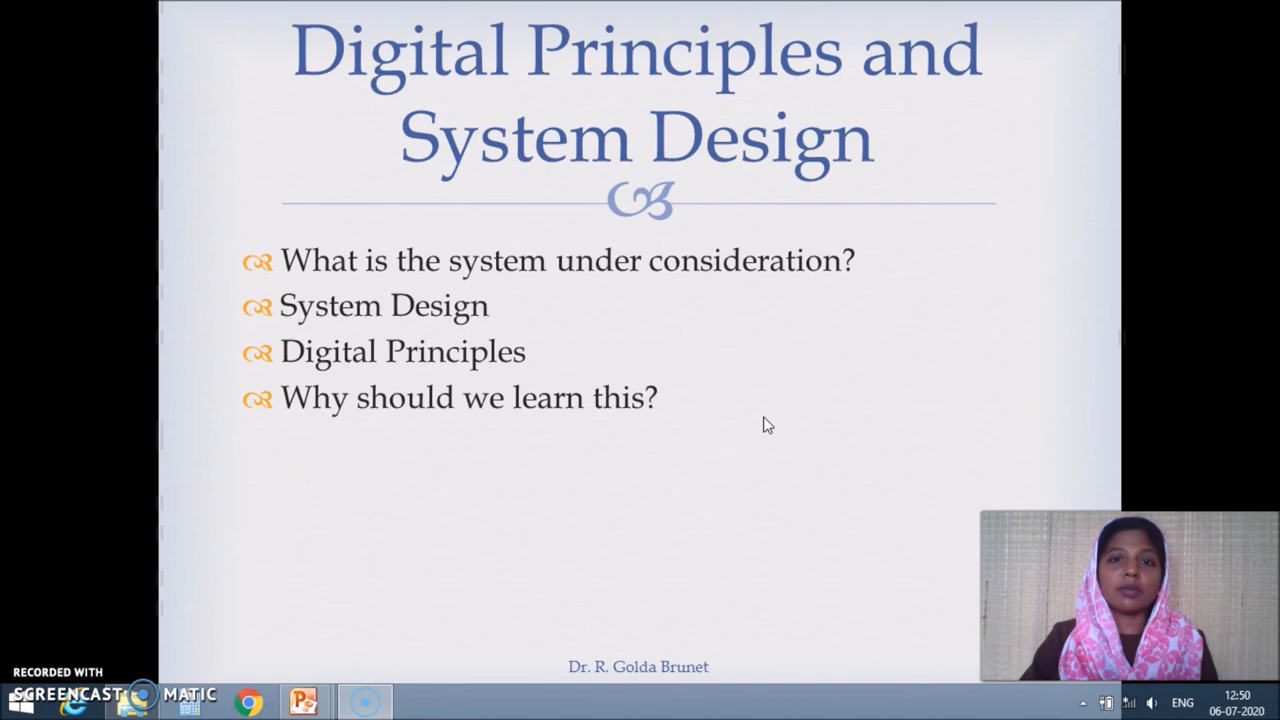 Digital Principles and
System Design
What is the system under consideration?
System Design
Digital Principles
Why should we learn this?
Dr. R. Golda Brunet
RECORDED WITH
SCREENCAST MATIC
ENG
12:50
06-07-2020